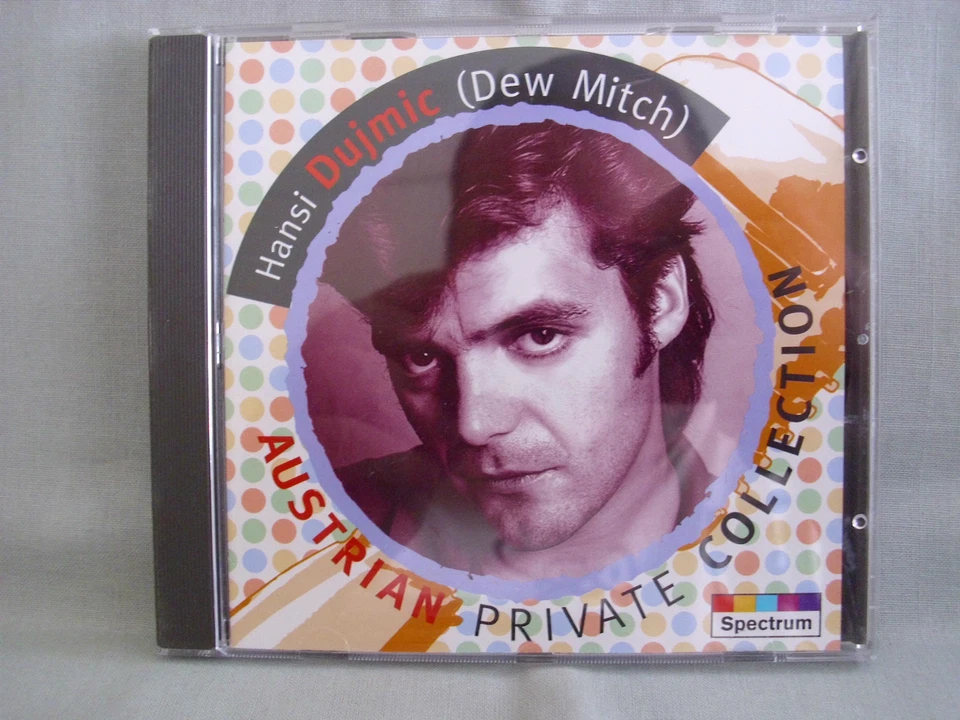 Hansi Dujmic (Dew Mitch)
AUSTRIAN PRIVATE COLLECTION
Spectrum